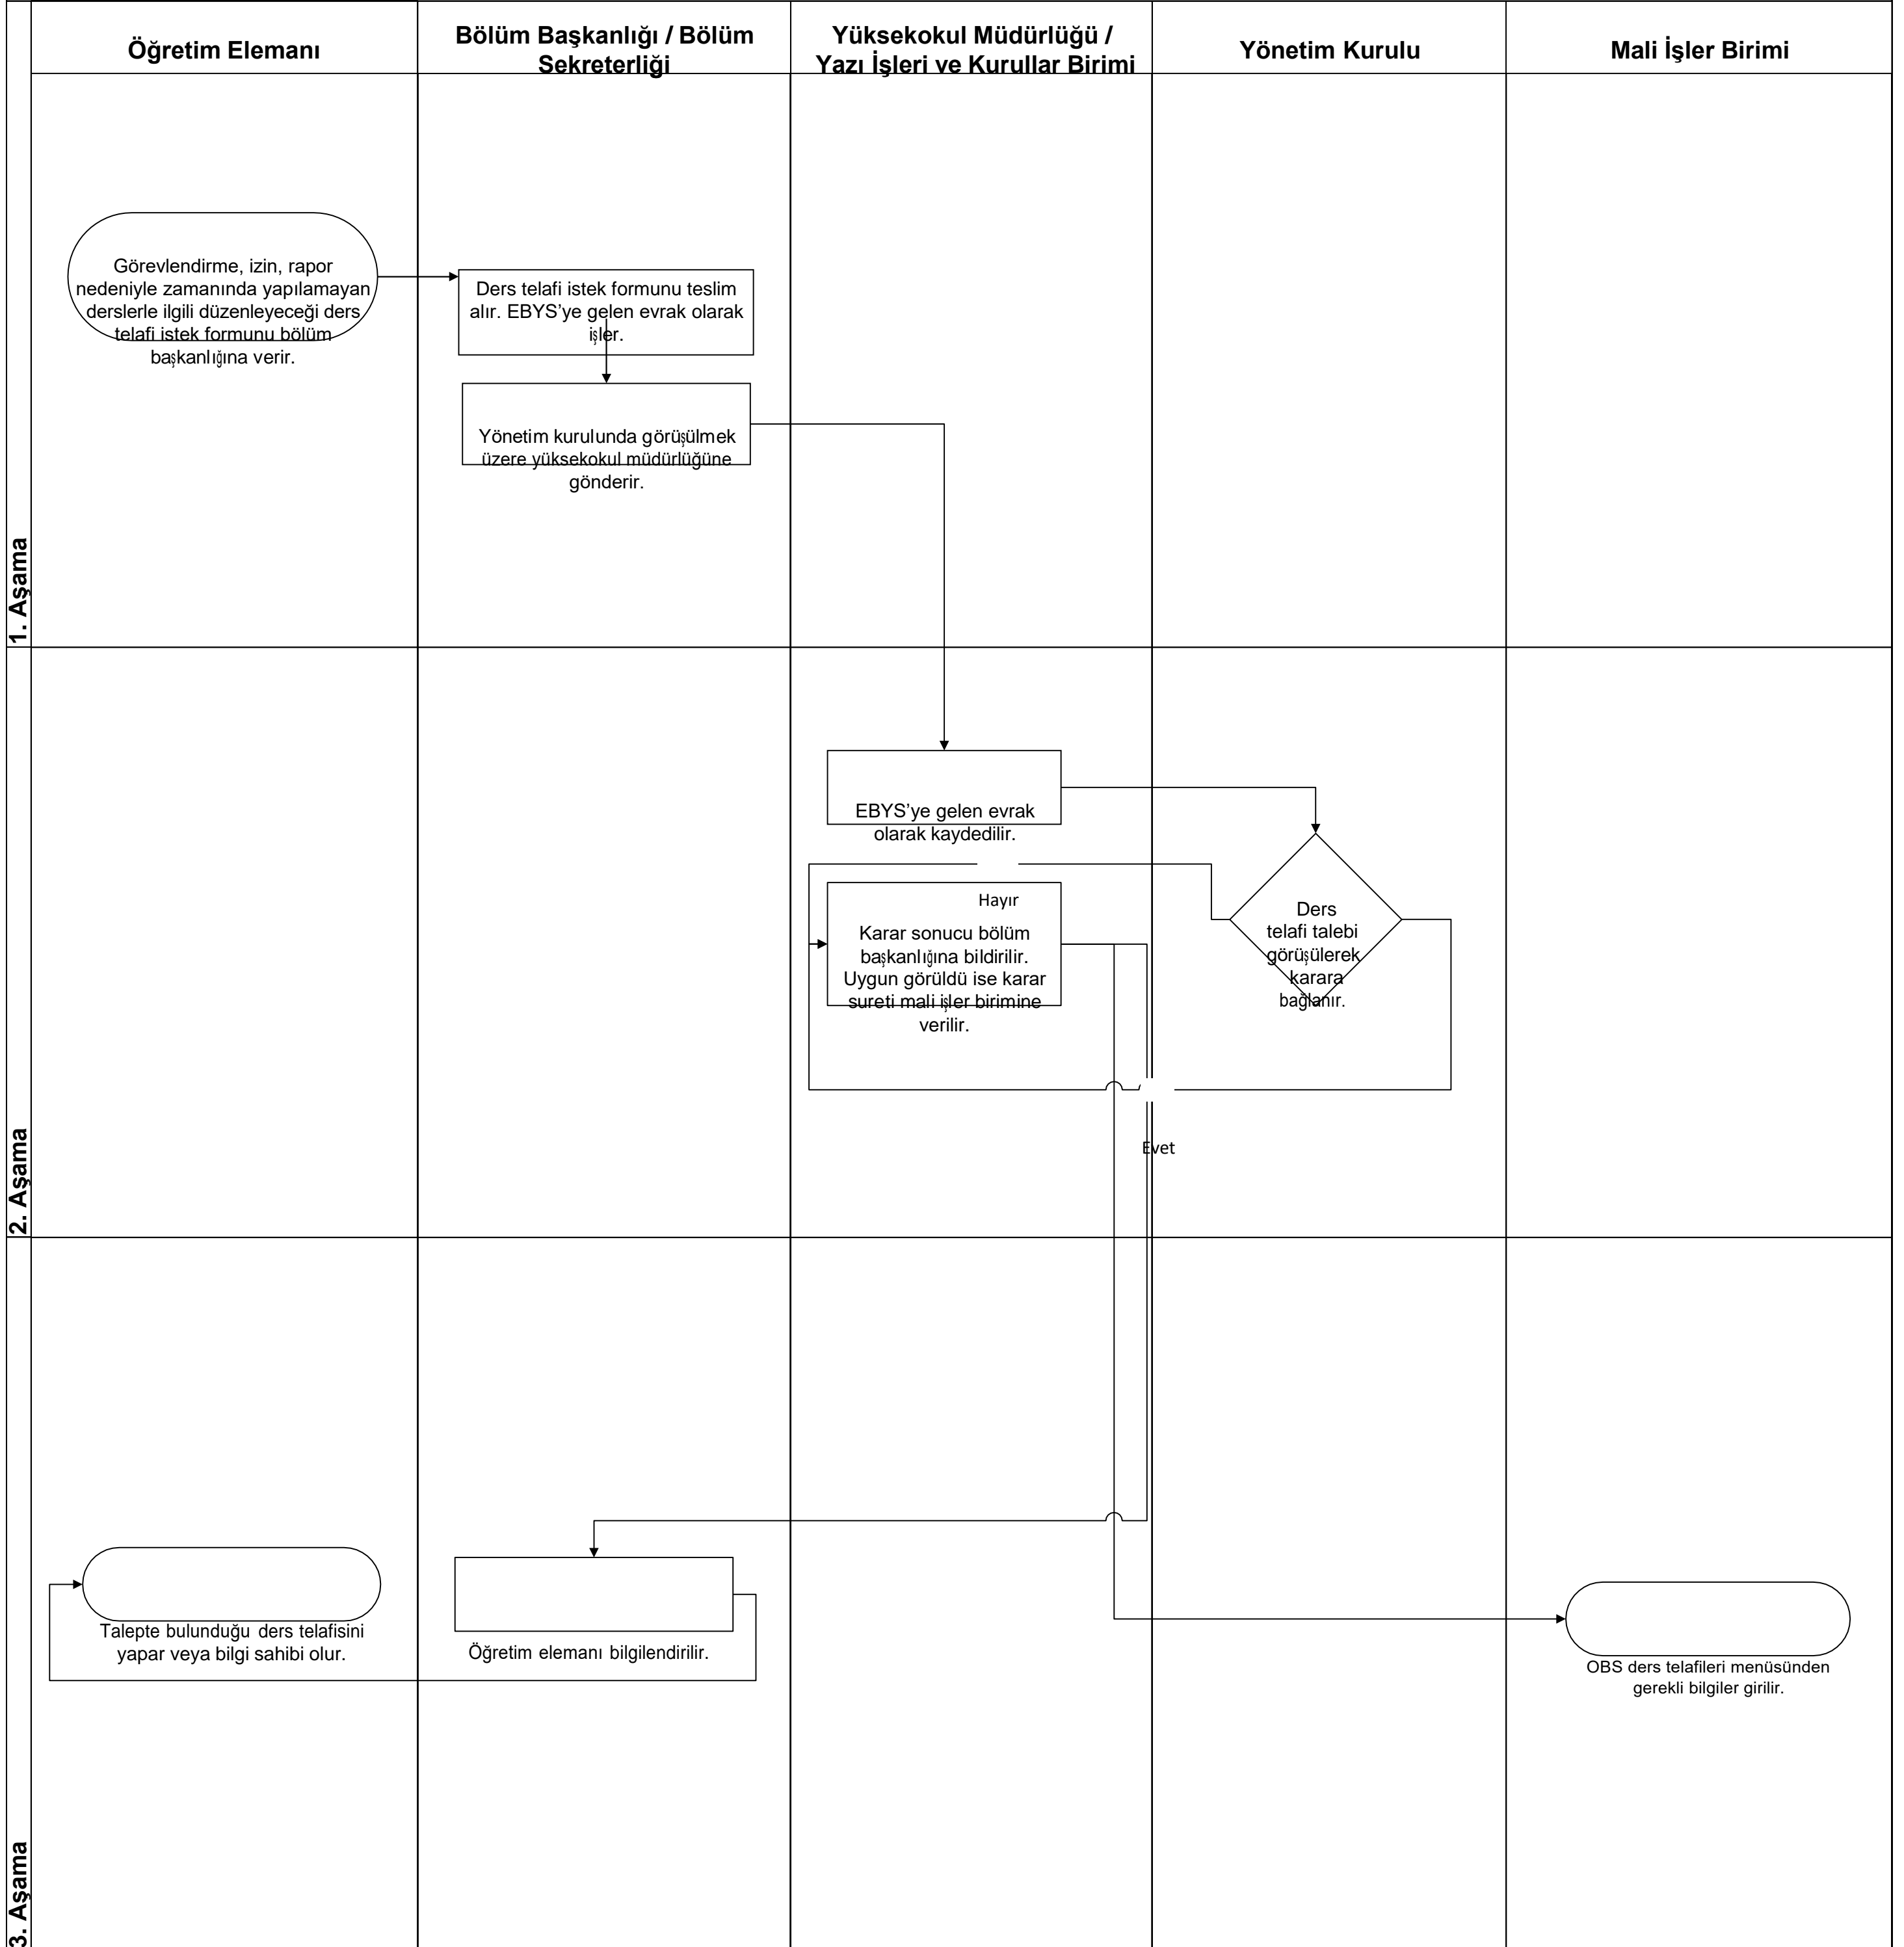 Öğretim Elemanı
Bölüm Başkanlığı / Bölüm
Sekreterliği
Yüksekokul Müdürlüğü /
Yazı İşleri ve Kurullar Birimi
Yönetim Kurulu
Mali İşler Birimi
1. Aşama
Görevlendirme, izin, rapor
nedeniyle zamanında yapılamayan
derslerle ilgili düzenleyeceği ders
telafi istek formunu bölüm
başkanlığına verir.
Ders telafi istek formunu teslim
alır. EBYS’ye gelen evrak olarak
işler.
Yönetim kurulunda görüşülmek
üzere yüksekokul müdürlüğüne
gönderir.
2. Aşama
EBYS’ye gelen evrak
olarak kaydedilir.
Hayır
Karar sonucu bölüm
başkanlığına bildirilir.
Uygun görüldü ise karar
sureti mali işler birimine
verilir.
Ders
telafi talebi
görüşülerek
karara
bağlanır.
Evet
3. Aşama
Talepte bulunduğu ders telafisini
yapar veya bilgi sahibi olur.
Öğretim elemanı bilgilendirilir.
OBS ders telafileri menüsünden
gerekli bilgiler girilir.